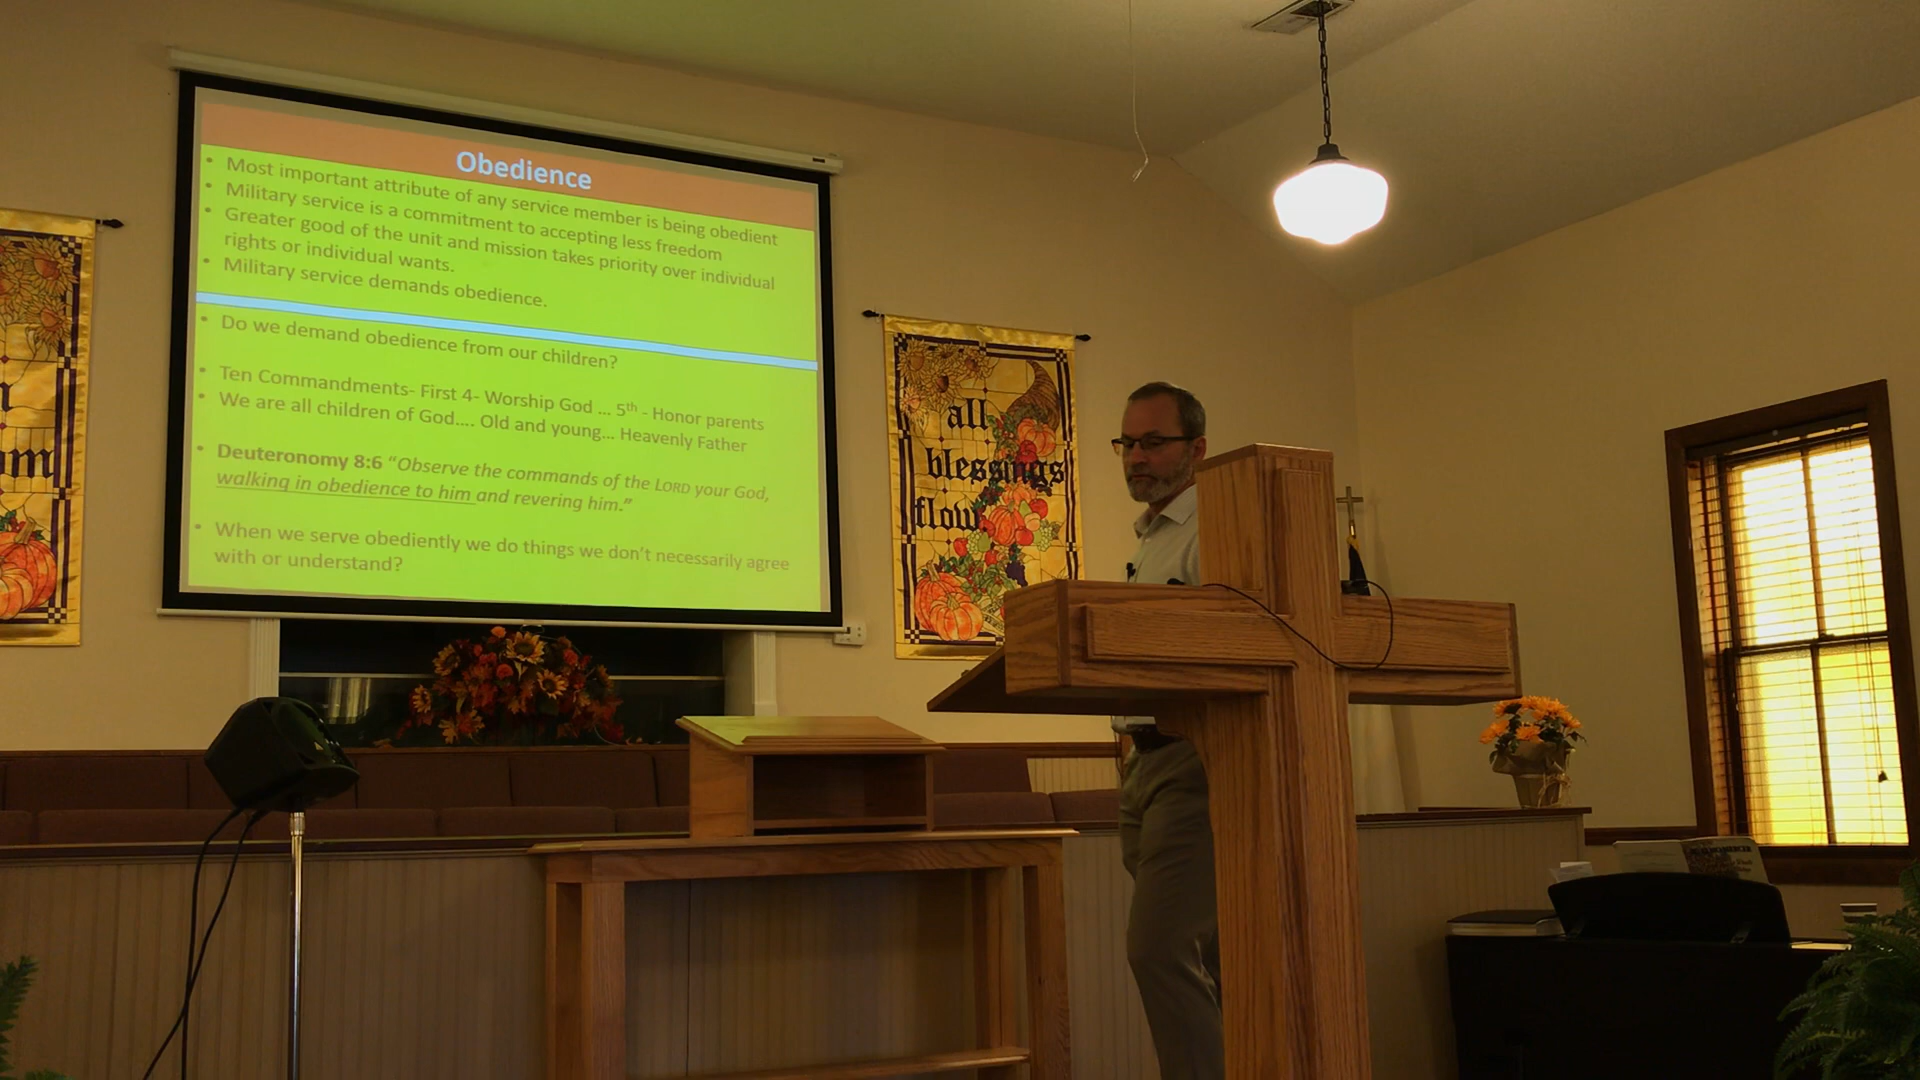 Obedience
• Most important attribute of any service member is being obedient
• Military service is a commitment to accepting less freedom
• Greater good of the unit and mission takes priority over individual
rights or individual wants.
• Military service demands obedience.
• Do we demand obedience from our children?
• Ten Commandments- First 4- Worship God ... 5th - Honor parents
• We are all children of God.... Old and young... Heavenly Father
• Deuteronomy 8:6 “Observe the commands of the LORD your God,
walking in obedience to him and revering him.”
• When we serve obediently we do things we don’t necessarily agree
with or understand?
all
blessings
flow